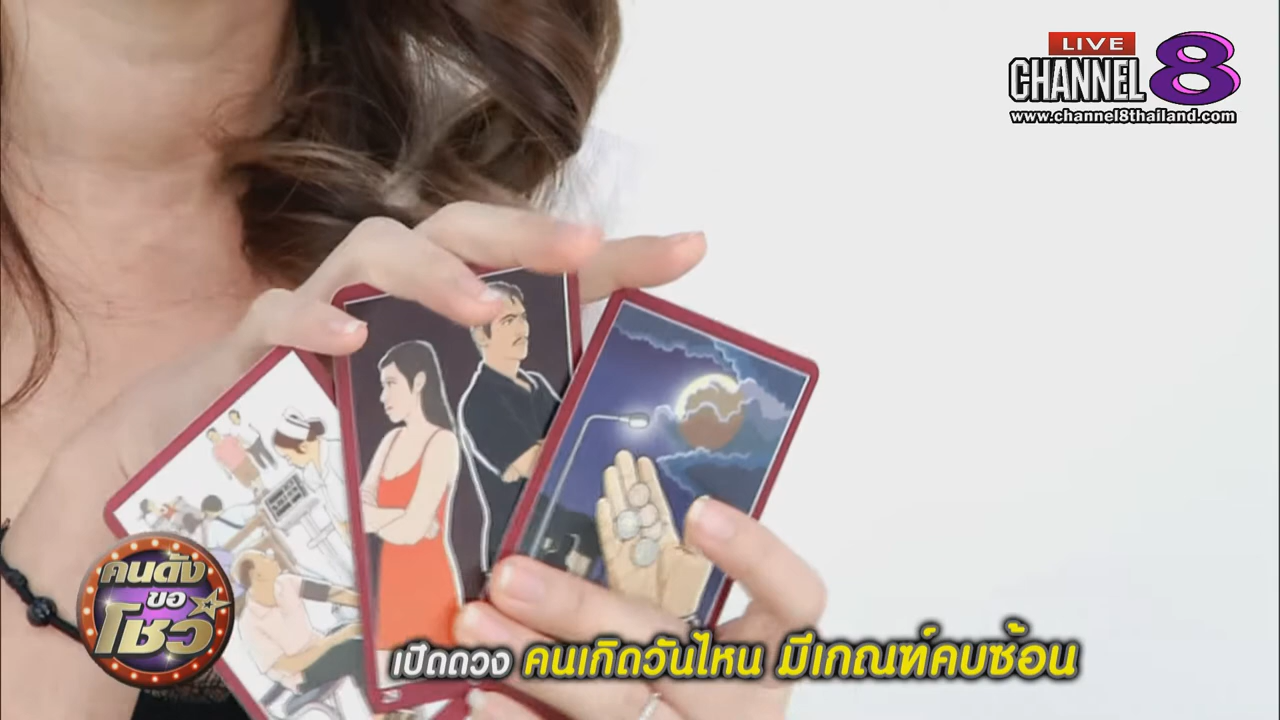 LIVE
CHANNEL 8
www.channel8thailand.com
คนดัง
ขอ
โชว์
เปิดดวง คนเกิดวันไหน มีเกณฑ์คบซ้อน